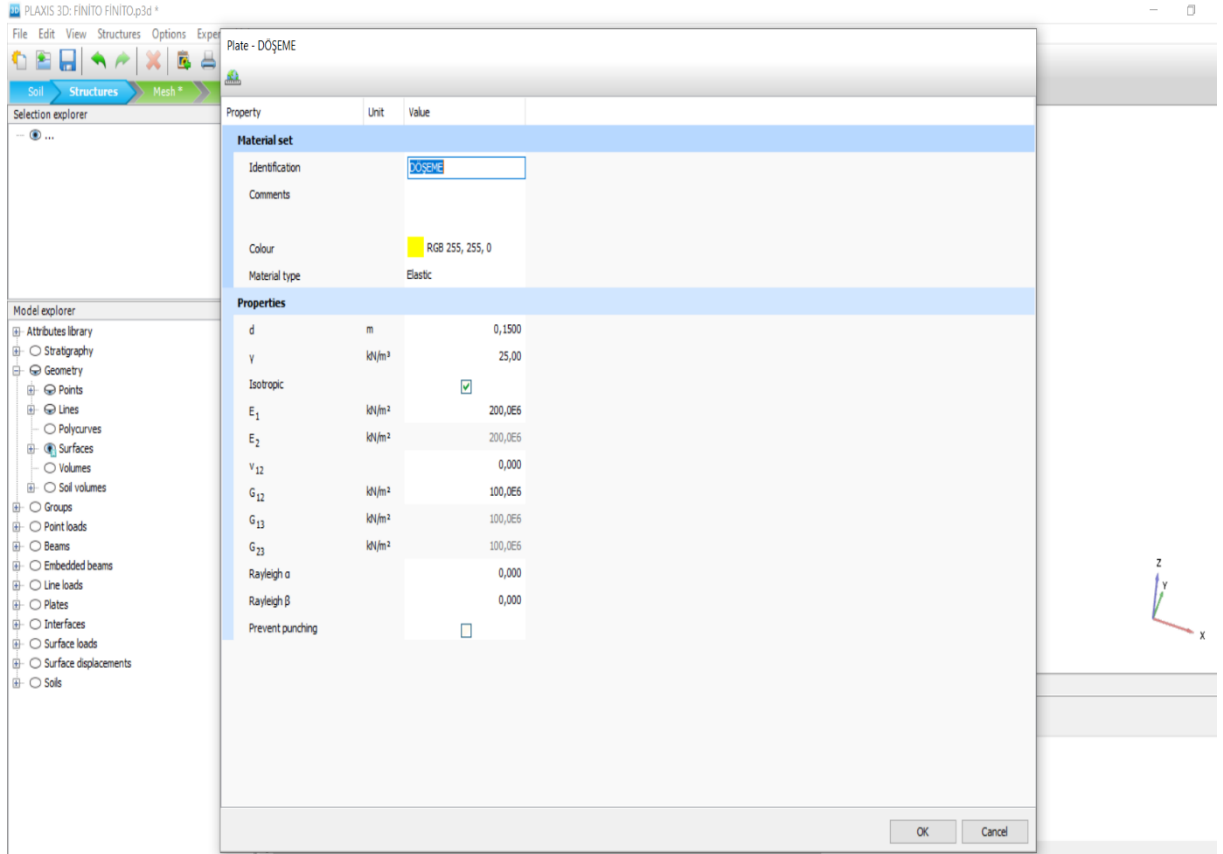 3D PLAXIS 3D: FİNİTO FİNİTO.p3d *
File Edit View Structures Options Exper
Soil Structures Mesh *
Selection explorer
...
Model explorer
Attributes library
Stratigraphy
Geometry
Points
Lines
Polycurves
Surfaces
Volumes
Soil volumes
Groups
Point loads
Beams
Embedded beams
Line loads
Plates
Interfaces
Surface loads
Surface displacements
Soils
Plate - DÖŞEME
Property Unit Value
Material set
Identification DÖŞEME
Comments
Colour RGB 255, 255, 0
Material type Elastic
Properties
d m 0,1500
γ kN/m³ 25,00
Isotropic
E₁ kN/m² 200,0E6
E₂ kN/m² 200,0E6
ν₁₂ 0,000
G₁₂ kN/m² 100,0E6
G₁₃ kN/m² 100,0E6
G₂₃ kN/m² 100,0E6
Rayleigh α 0,000
Rayleigh β 0,000
Prevent punching
OK Cancel
Z
Y
X